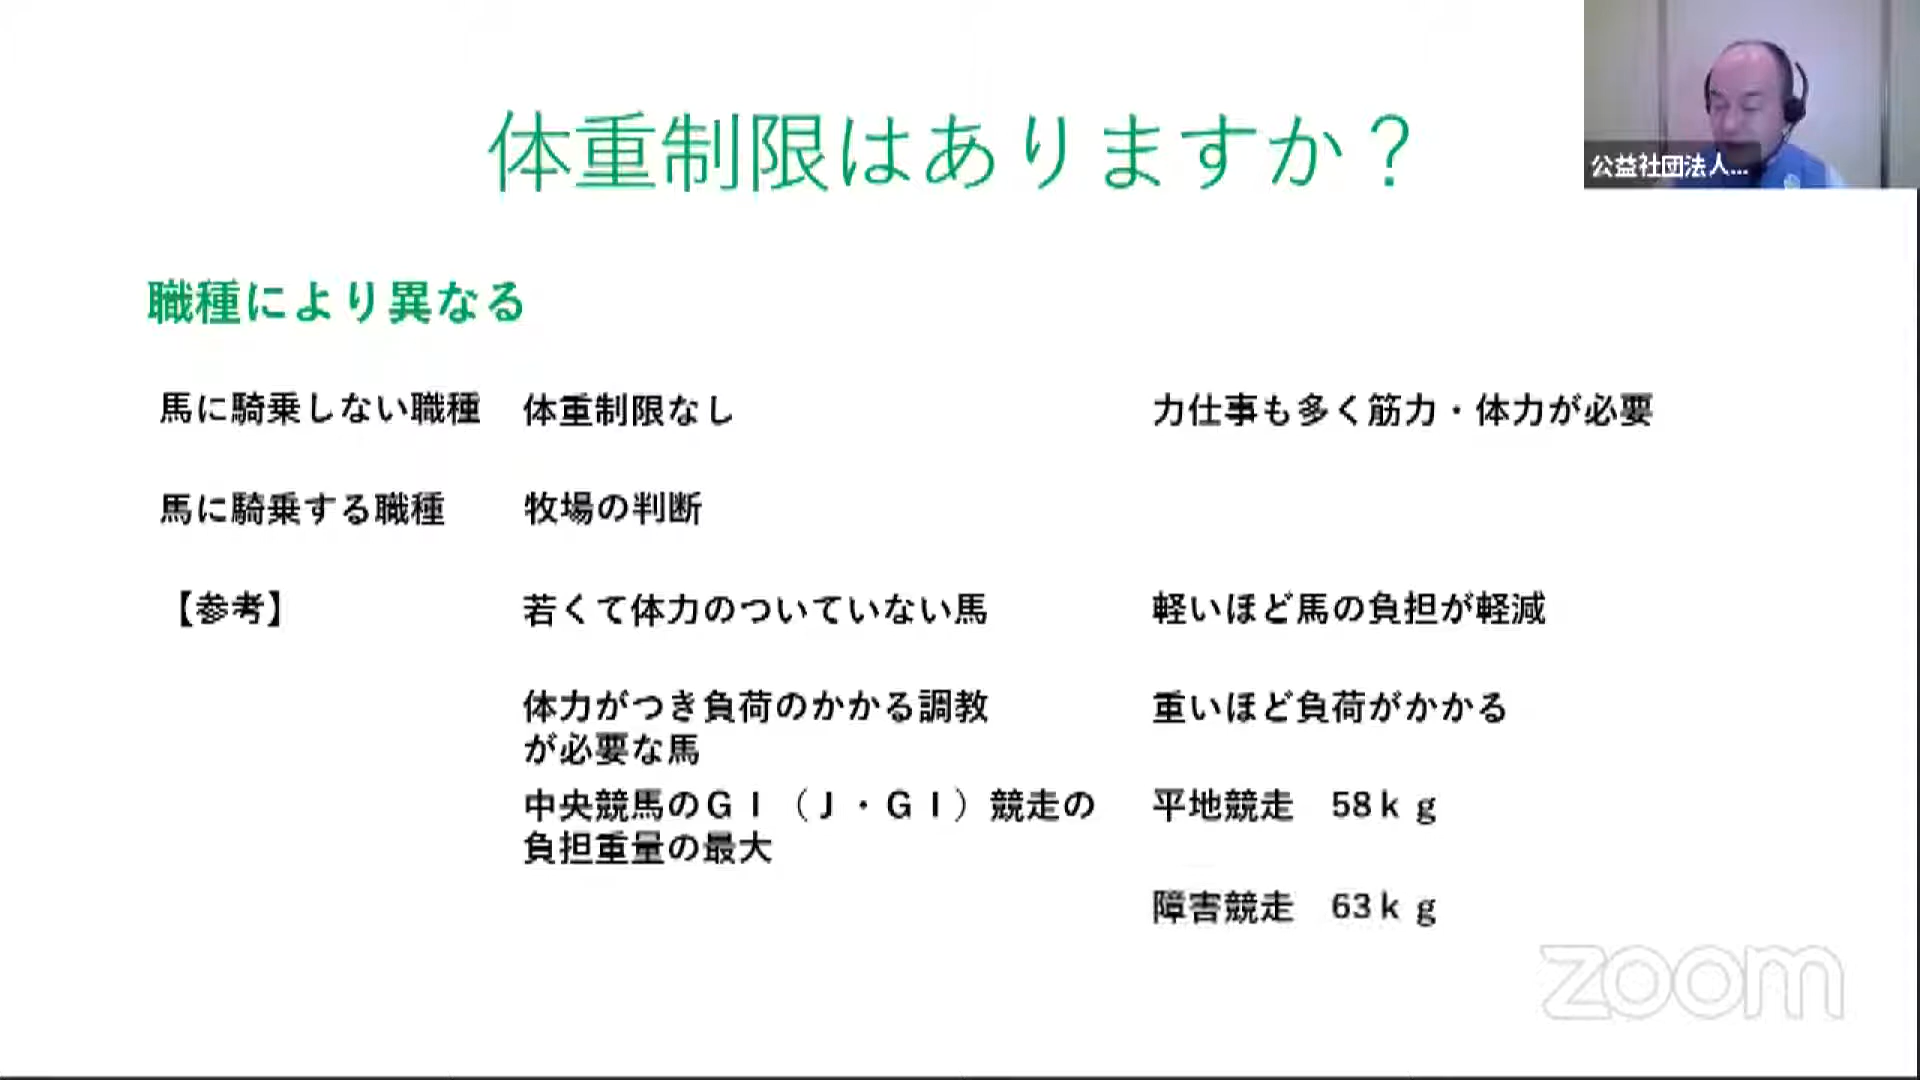 体重制限はありますか？
公益社団法人...
職種により異なる
馬に騎乗しない職種 体重制限なし 力仕事も多く筋力・体力が必要
馬に騎乗する職種 牧場の判断
【参考】 若くて体力のついていない馬 軽いほど馬の負担が軽減
体力がつき負荷のかかる調教 重いほど負荷がかかる
が必要な馬
中央競馬のＧＩ（Ｊ・ＧＩ）競走の 平地競走　58ｋｇ
負担重量の最大
障害競走　63ｋｇ
zoom